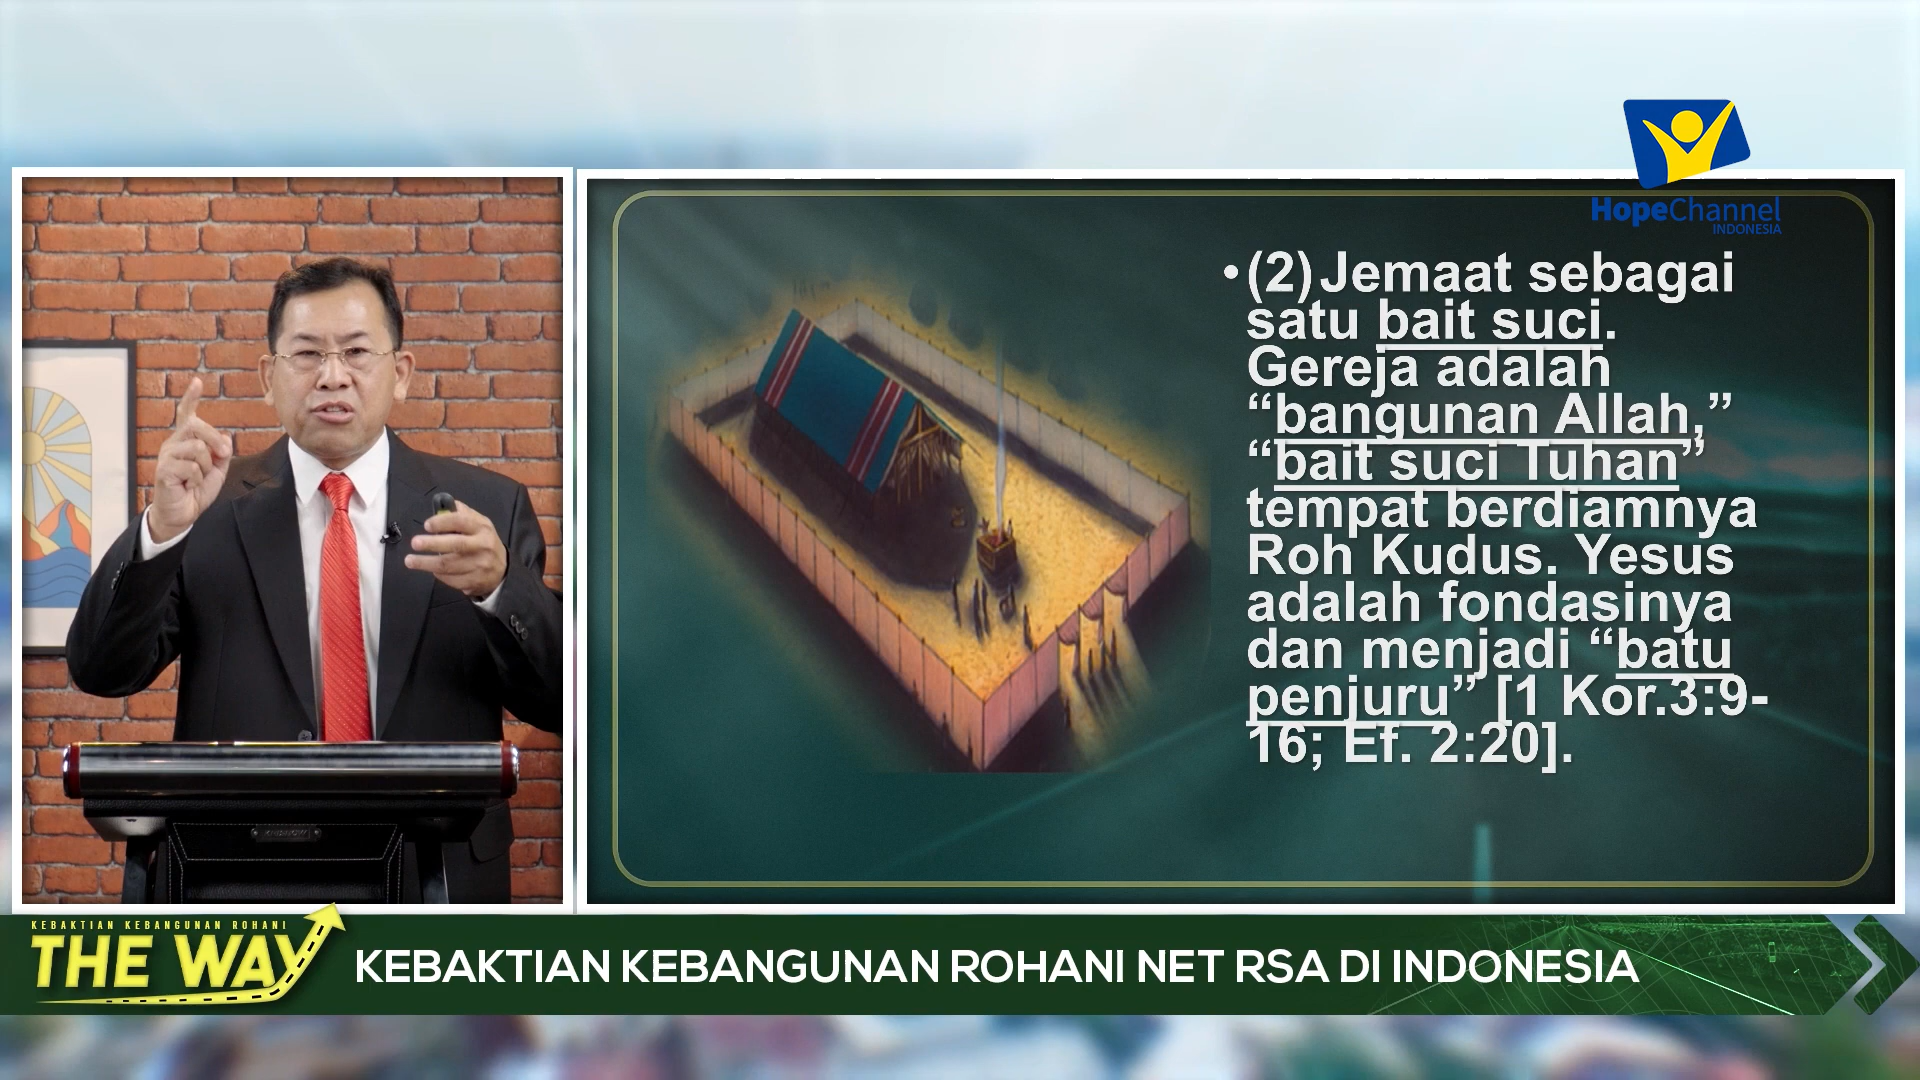 HopeChannel
INDONESIA
•(2) Jemaat sebagai
satu bait suci.
Gereja adalah
“bangunan Allah,”
“bait suci Tuhan”
tempat berdiamnya
Roh Kudus. Yesus
adalah fondasinya
dan menjadi “batu
penjuru” [1 Kor.3:9-
16; Ef. 2:20].
KEBAKTIAN KEBANGUNAN ROHANI
THE WAY
KEBAKTIAN KEBANGUNAN ROHANI NET RSA DI INDONESIA